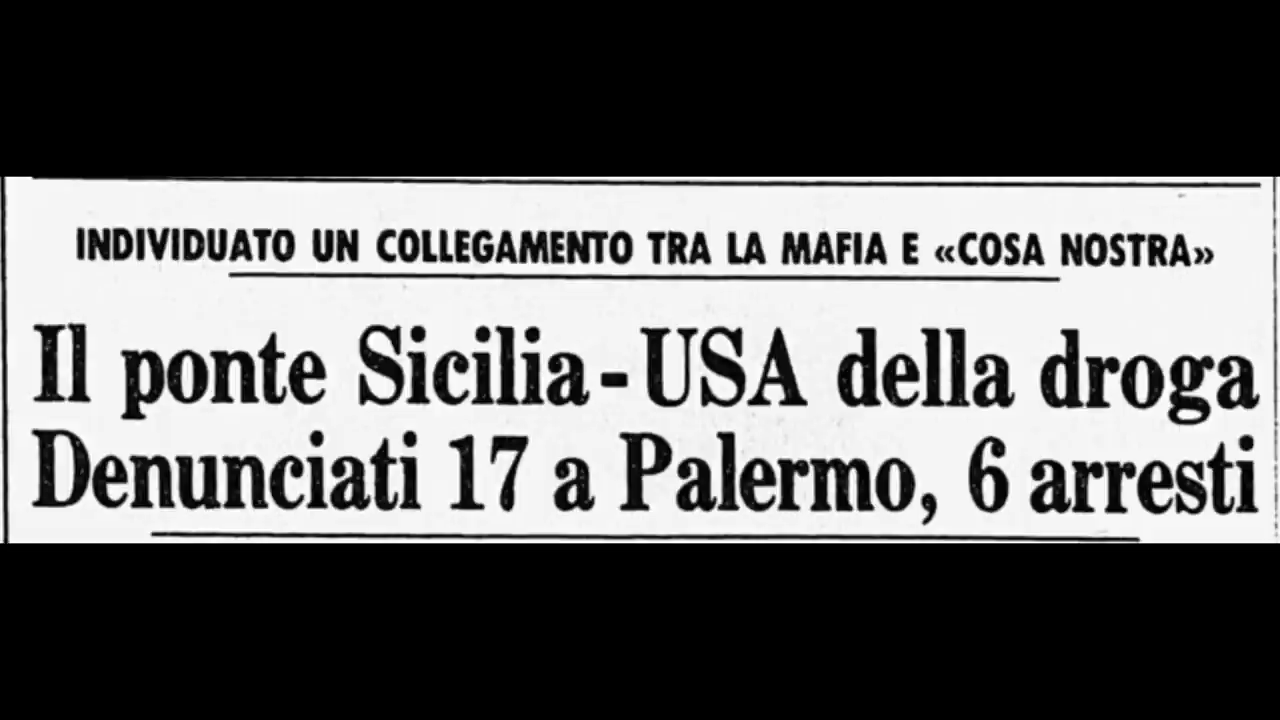 INDIVIDUATO UN COLLEGAMENTO TRA LA MAFIA E «COSA NOSTRA»
Il ponte Sicilia-USA della droga
Denunciati 17 a Palermo, 6 arresti